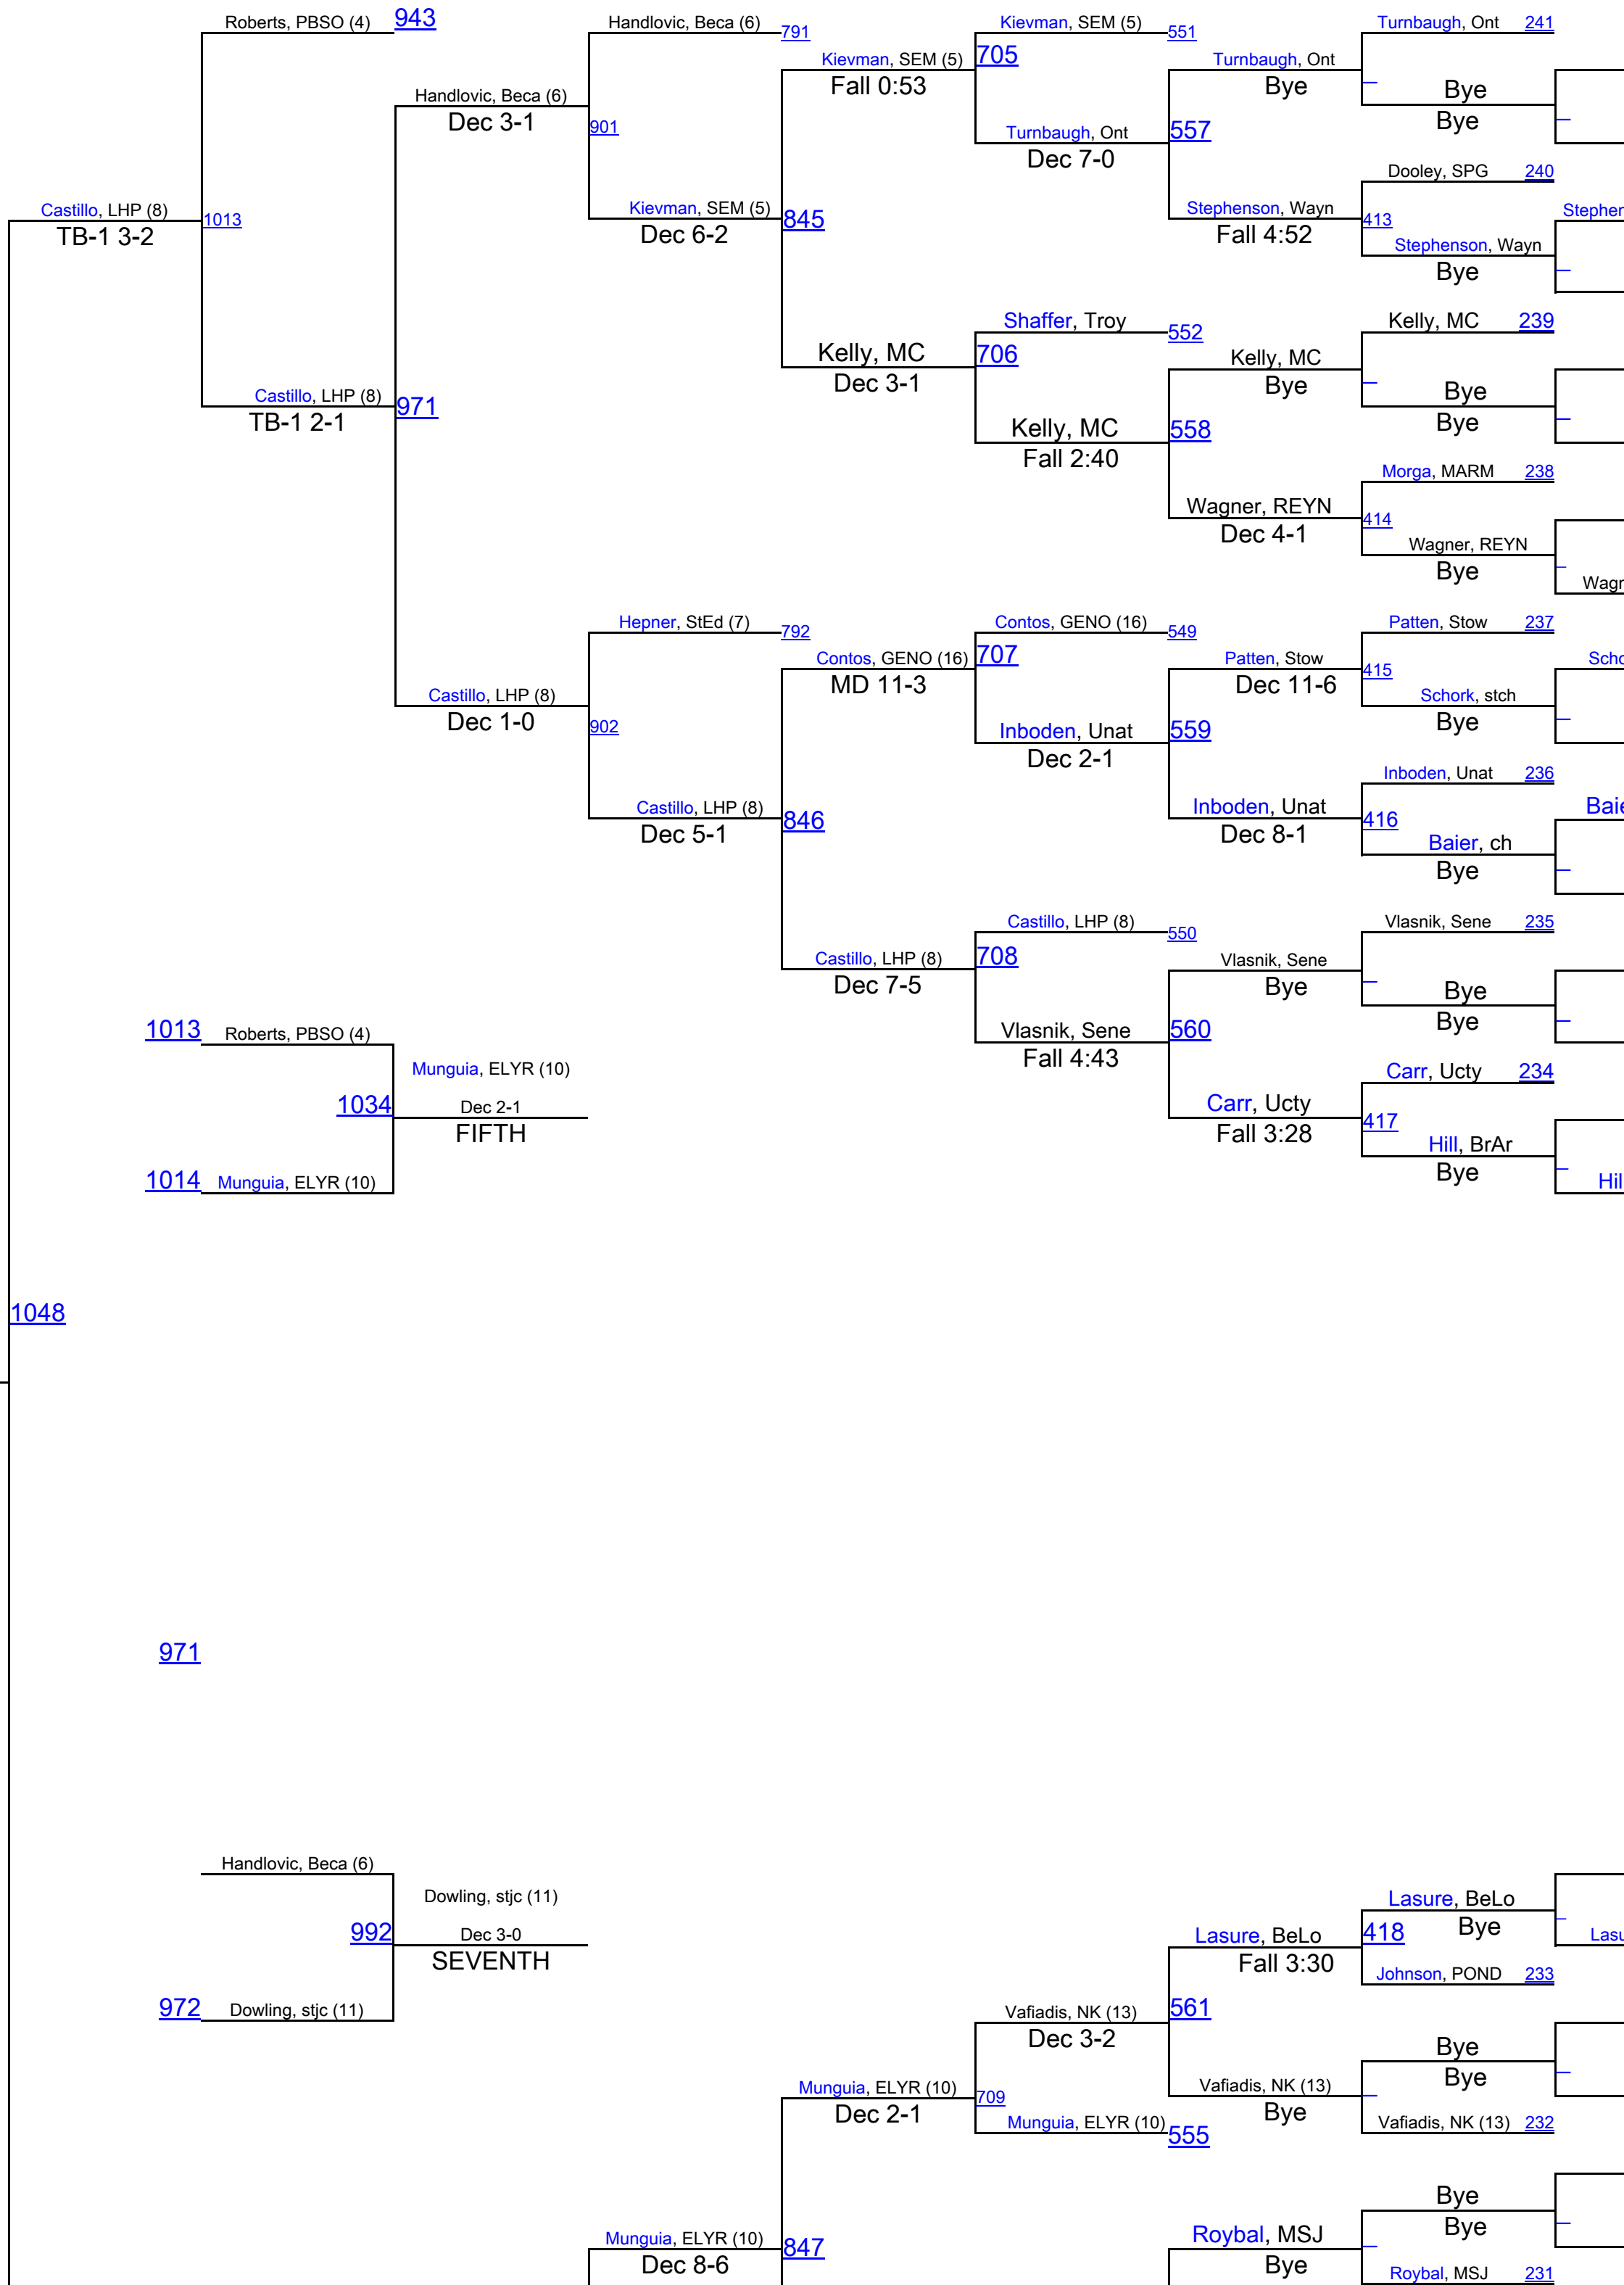 Roberts, PBSO (4) 943
Handlovic, Beca (6) 791
Kievman, SEM (5) 551
Turnbaugh, Ont 241
Kievman, SEM (5) 705
Fall 0:53
Turnbaugh, Ont
Bye
Bye
Bye
Handlovic, Beca (6)
Dec 3-1
901
Turnbaugh, Ont 557
Dec 7-0
Dooley, SPG 240
Castillo, LHP (8) 1013
TB-1 3-2
Kievman, SEM (5) 845
Dec 6-2
Stephenson, Wayn 413
Fall 4:52
Stephenson, Wayn
Bye
Stephen
Shaffer, Troy 552
Kelly, MC 239
Kelly, MC 706
Dec 3-1
Kelly, MC
Bye
Bye
Bye
Castillo, LHP (8) 971
TB-1 2-1
Kelly, MC 558
Fall 2:40
Morga, MARM 238
Wagner, REYN 414
Dec 4-1
Wagner, REYN
Bye
Wagr
Hepner, StEd (7) 792
Contos, GENO (16) 549
Patten, Stow 237
Contos, GENO (16) 707
MD 11-3
Patten, Stow 415
Dec 11-6
Scho
Castillo, LHP (8) 902
Dec 1-0
Schork, stch
Bye
Inboden, Unat 559
Dec 2-1
Inboden, Unat 236
Castillo, LHP (8) 846
Dec 5-1
Inboden, Unat 416
Dec 8-1
Baie
Baier, ch
Bye
Castillo, LHP (8) 550
Vlasnik, Sene 235
Castillo, LHP (8) 708
Dec 7-5
Vlasnik, Sene
Bye
Bye
Bye
1013 Roberts, PBSO (4)
Vlasnik, Sene 560
Fall 4:43
Munguia, ELYR (10)
Carr, Ucty 234
1034 Dec 2-1
FIFTH
Carr, Ucty 417
Fall 3:28
Hill, BrAr
Bye
1014 Munguia, ELYR (10)
Hil
1048
971
Handlovic, Beca (6)
Dowling, stjc (11)
Lasure, BeLo
Bye
992 Dec 3-0
SEVENTH
Lasure, BeLo 418
Fall 3:30
Lasu
Johnson, POND 233
972 Dowling, stjc (11)
Vafiadis, NK (13) 561
Dec 3-2
Bye
Bye
Munguia, ELYR (10) 709
Dec 2-1
Vafiadis, NK (13)
Bye
Munguia, ELYR (10) 555
Vafiadis, NK (13) 232
Bye
Bye
Munguia, ELYR (10) 847
Dec 8-6
Roybal, MSJ
Bye
Roybal, MSJ 231